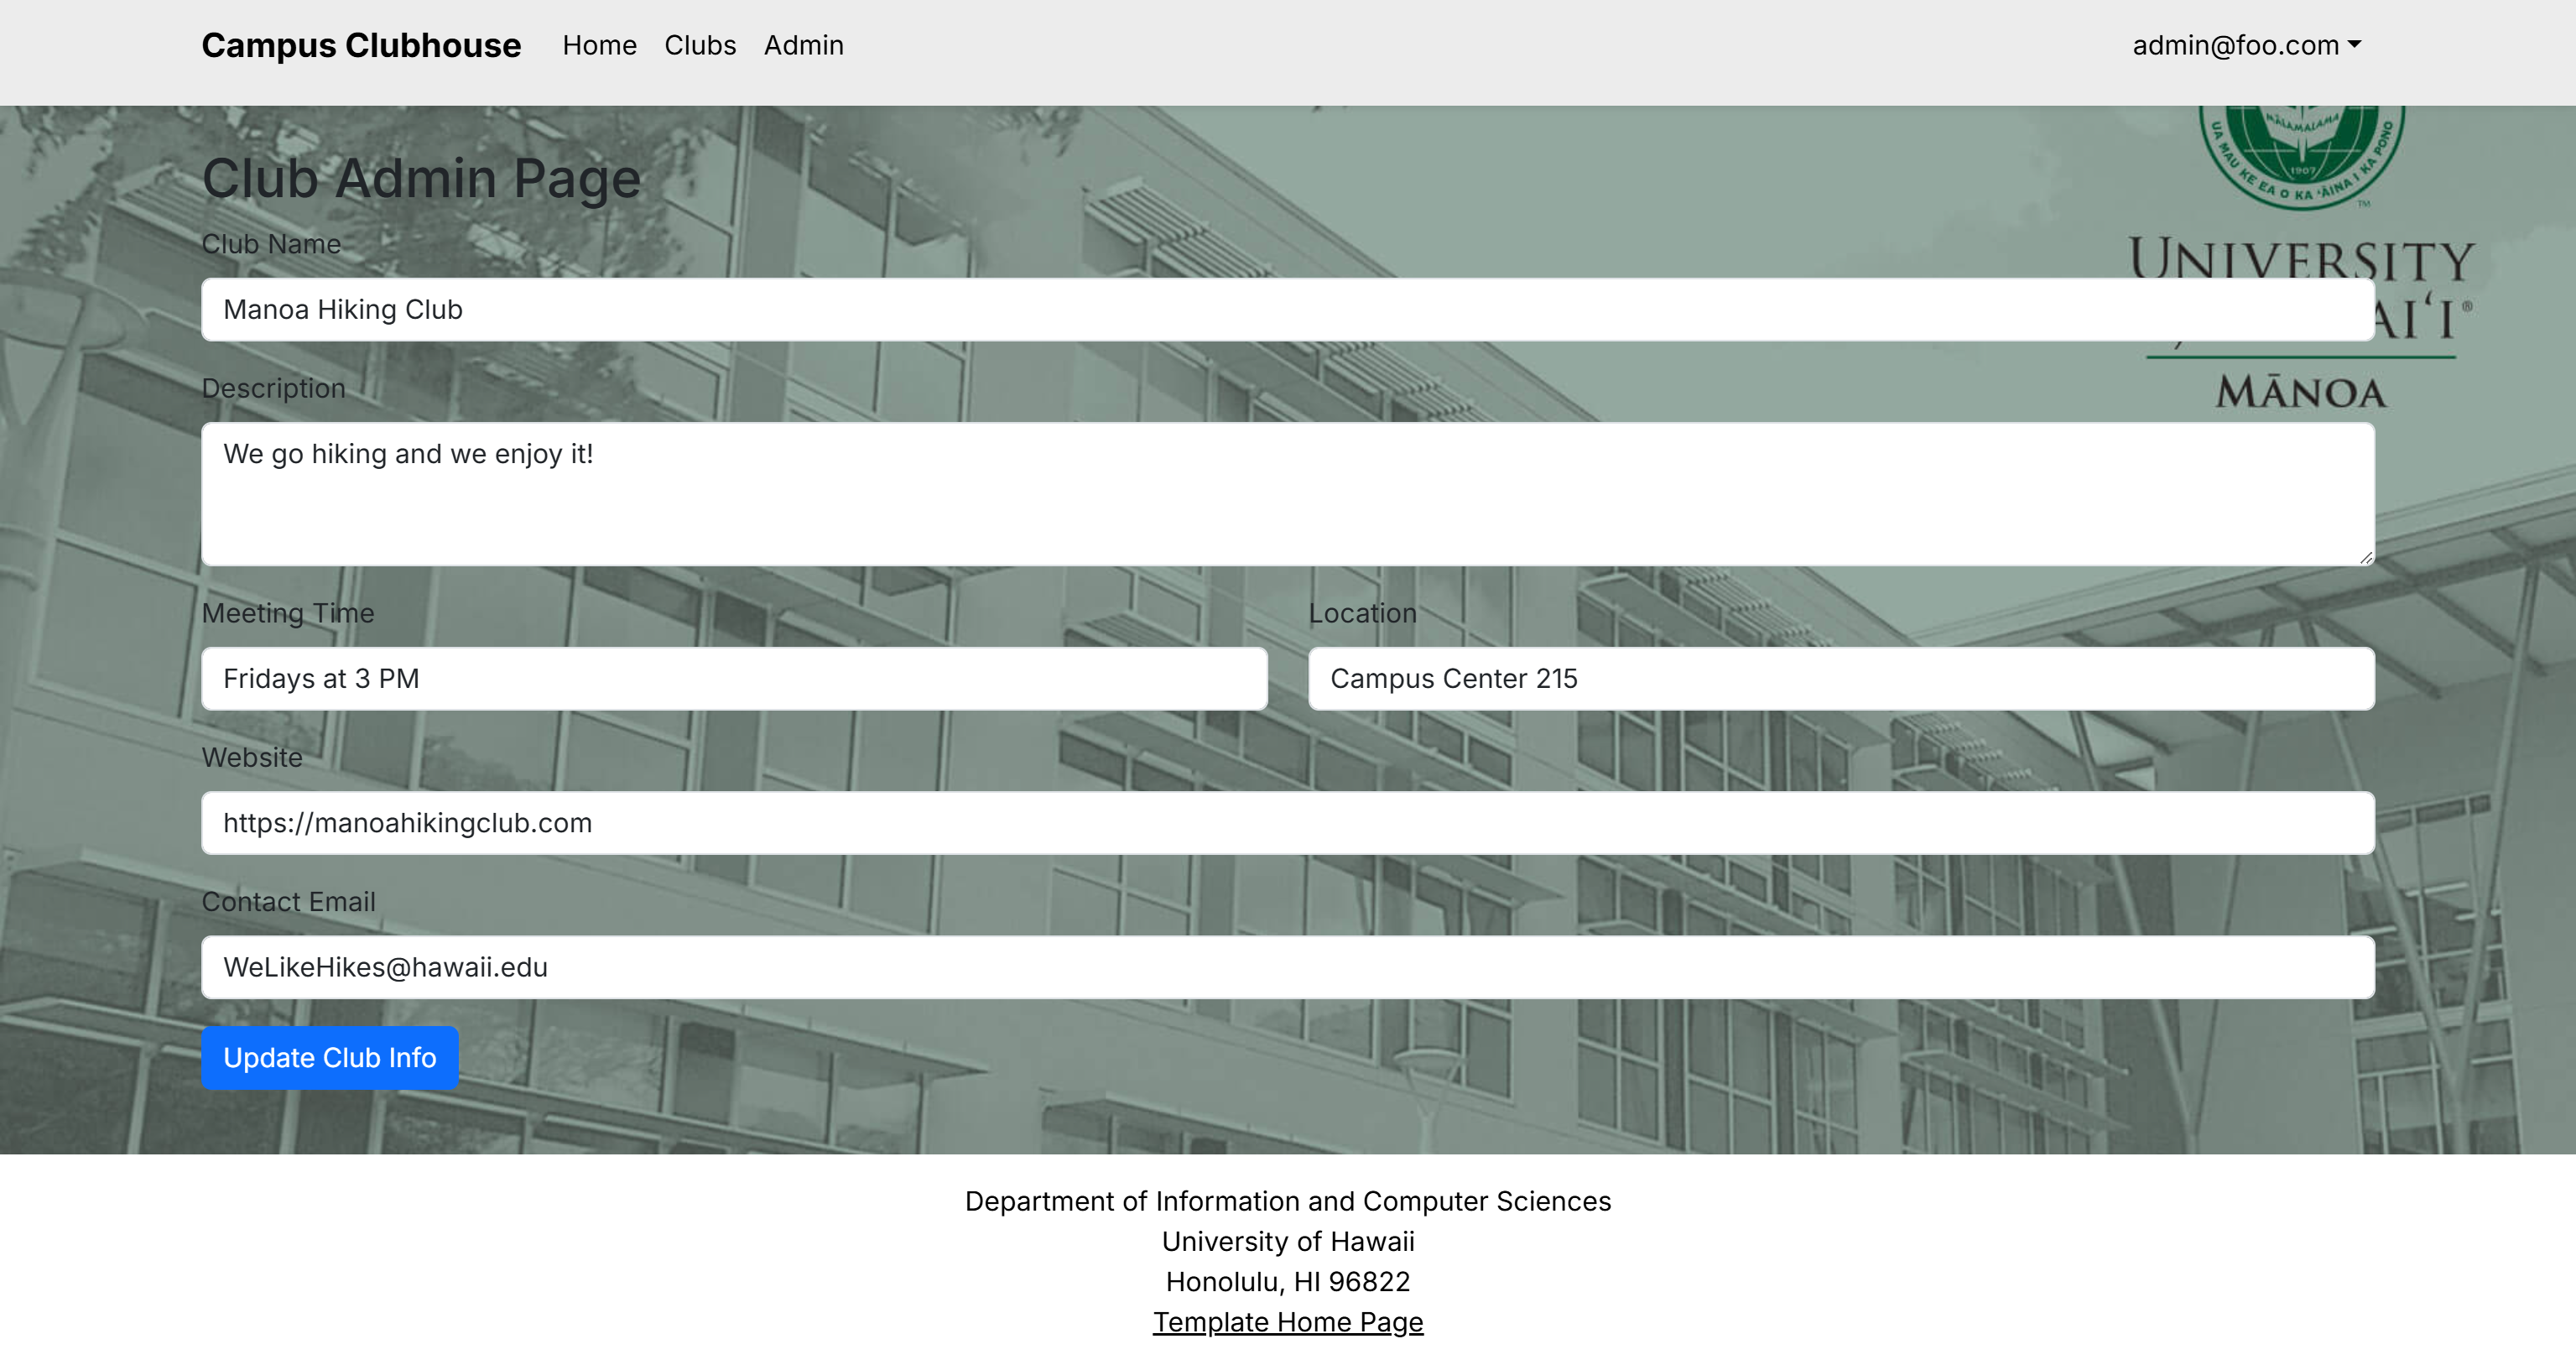 Campus Clubhouse Home Clubs Admin admin@foo.com
MĀLAMALAMA
UA MAU KE EA O KA ʻĀINA I KA PONO
1907
TM
Club Admin Page
Club Name
UNIVERSITY
Manoa Hiking Club
AIʻI®
MĀNOA
Description
We go hiking and we enjoy it!
Meeting Time
Location
Fridays at 3 PM
Campus Center 215
Website
https://manoahikingclub.com
Contact Email
WeLikeHikes@hawaii.edu
Update Club Info
Department of Information and Computer Sciences
University of Hawaii
Honolulu, HI 96822
Template Home Page